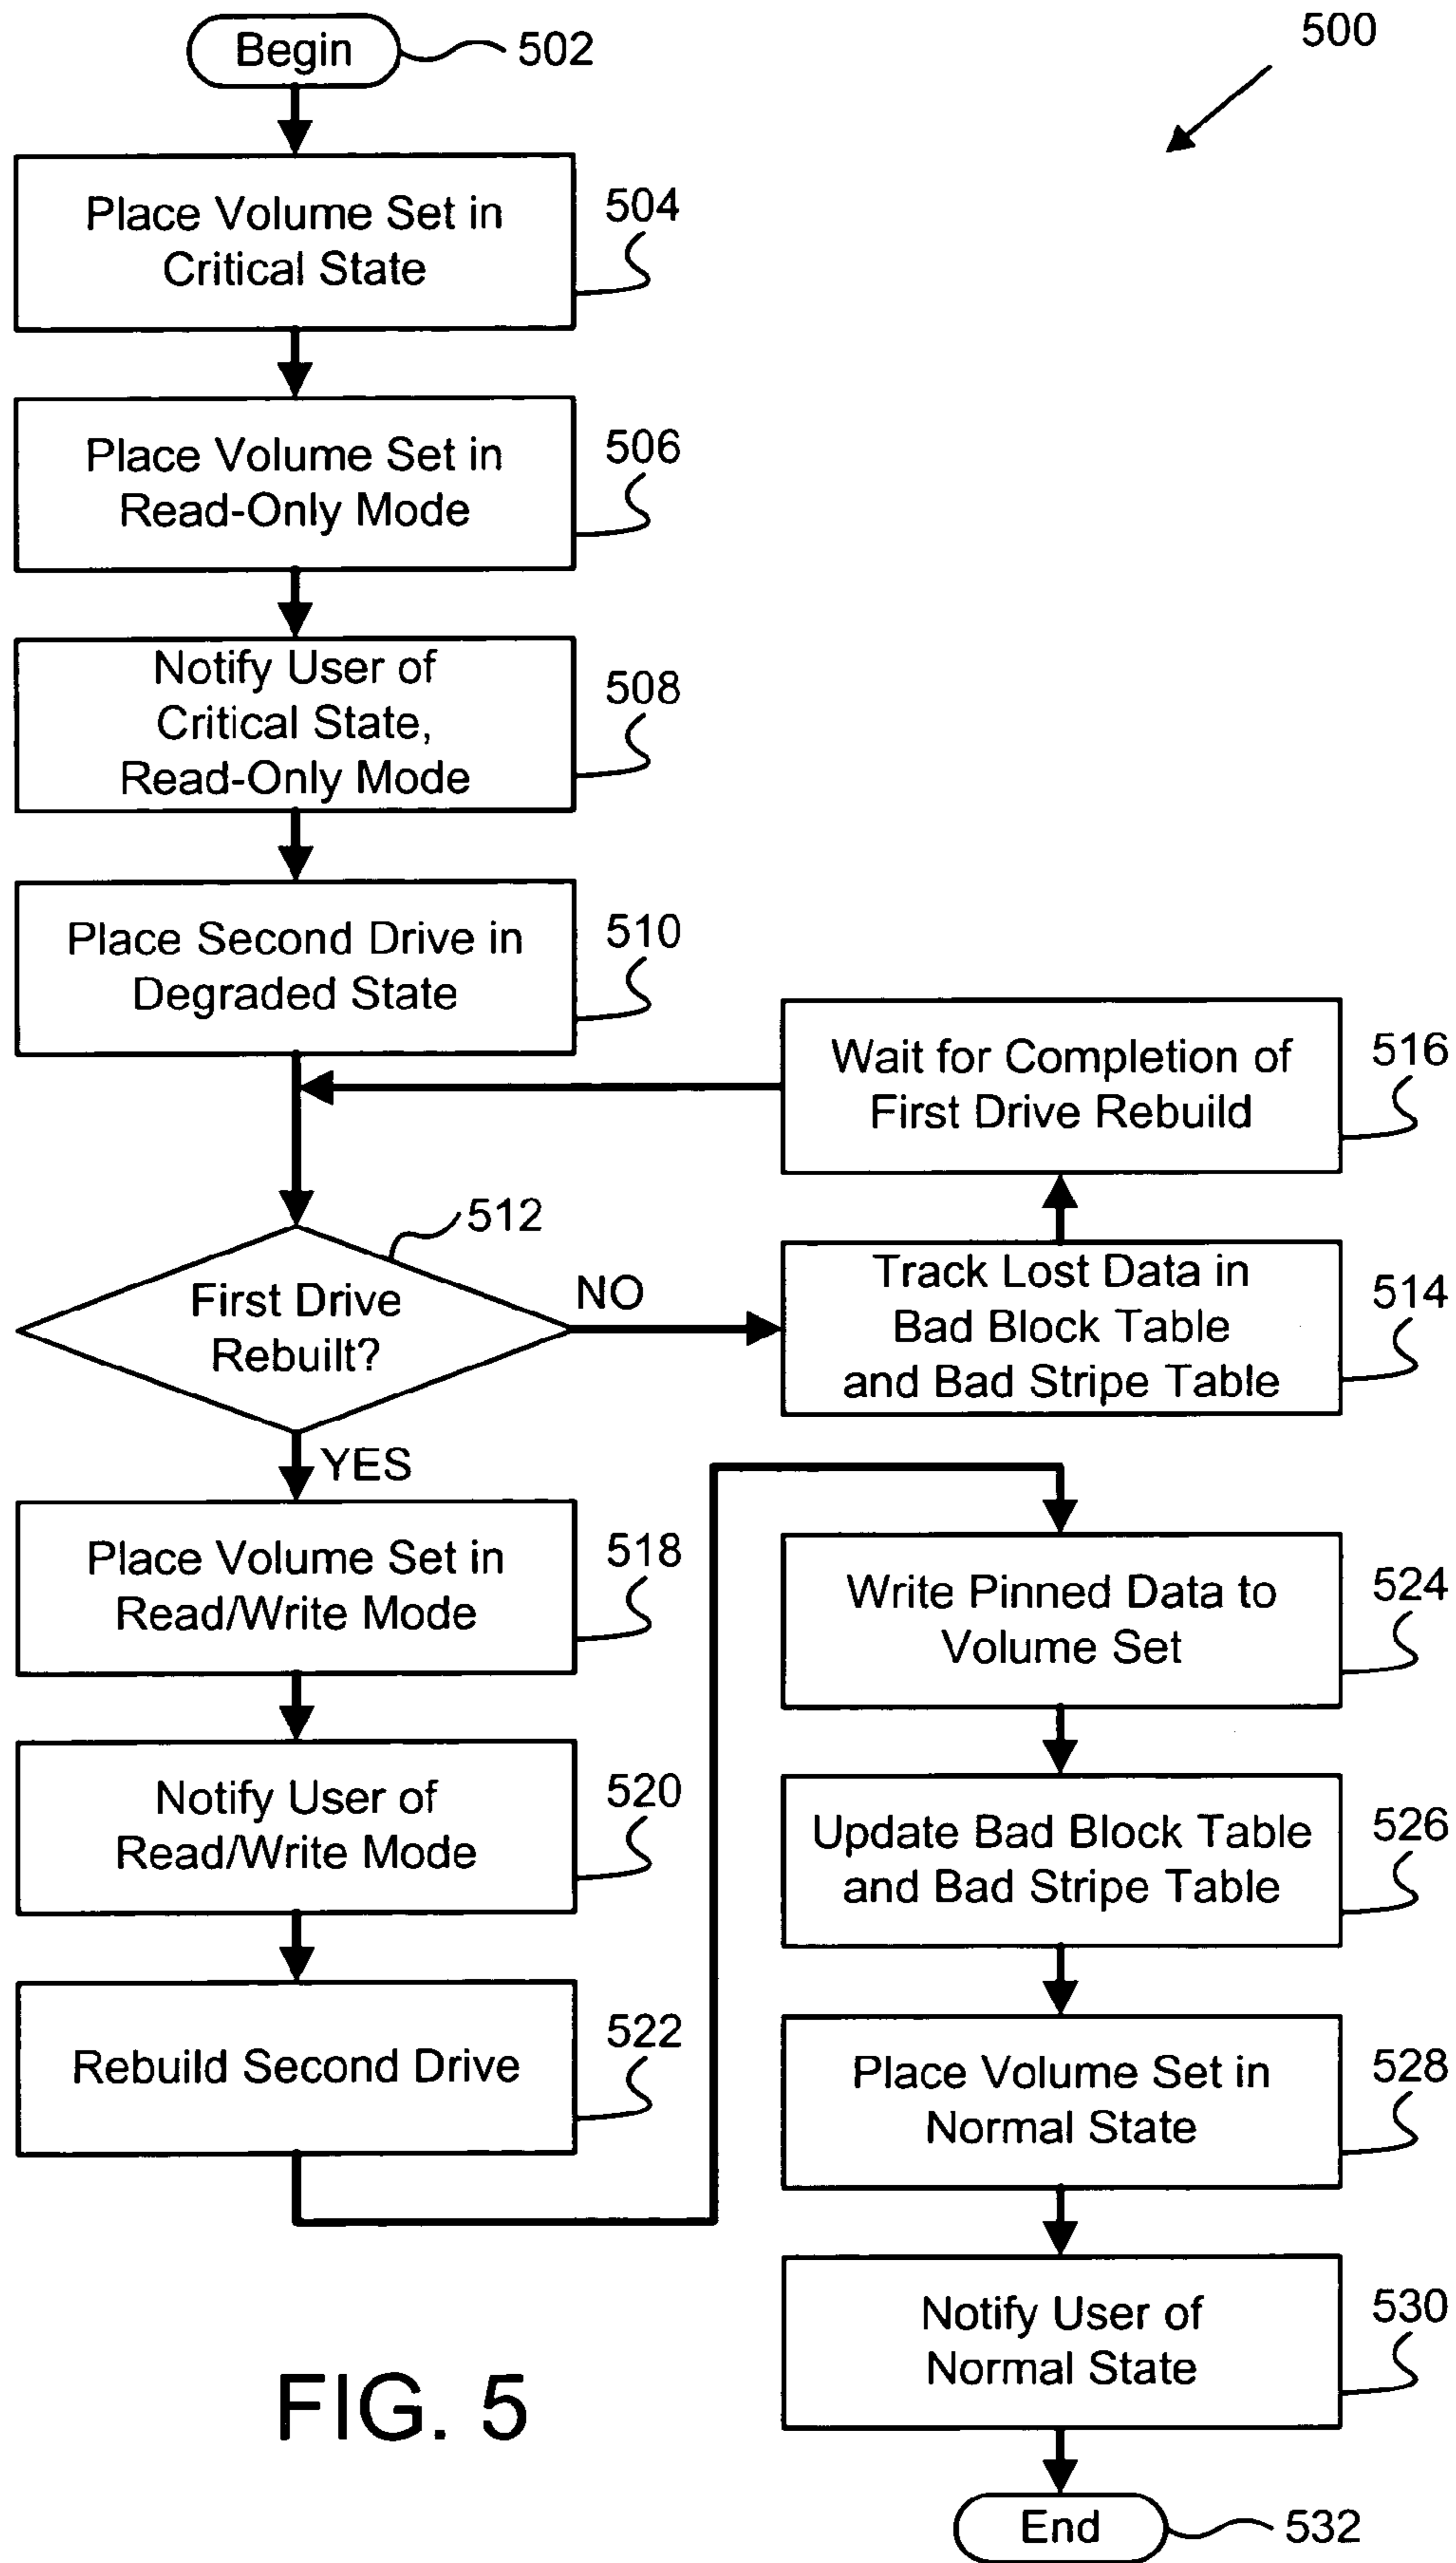 500
Begin
502
Place Volume Set in
Critical State
504
Place Volume Set in
Read-Only Mode
506
Notify User of
Critical State,
Read-Only Mode
508
Place Second Drive in
Degraded State
510
First Drive
Rebuilt?
512
NO
Track Lost Data in
Bad Block Table
and Bad Stripe Table
514
Wait for Completion of
First Drive Rebuild
516
YES
Place Volume Set in
Read/Write Mode
518
Notify User of
Read/Write Mode
520
Rebuild Second Drive
522
Write Pinned Data to
Volume Set
524
Update Bad Block Table
and Bad Stripe Table
526
Place Volume Set in
Normal State
528
Notify User of
Normal State
530
End
532
FIG. 5